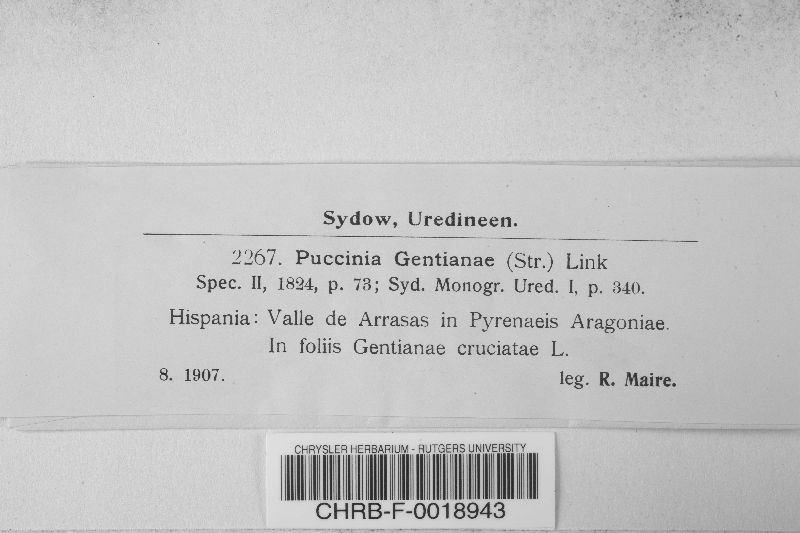 Sydow, Uredineen.
2267. Puccinia Gentianae (Str.) Link
Spec. II, 1824, p. 73; Syd. Monogr. Ured. I, p. 340.
Hispania: Valle de Arrasas in Pyrenaeis Aragoniae.
In foliis Gentianae cruciatae L.
8. 1907. leg. R. Maire.
CHRYSLER HERBARIUM - RUTGERS UNIVERSITY
CHRB-F-0018943